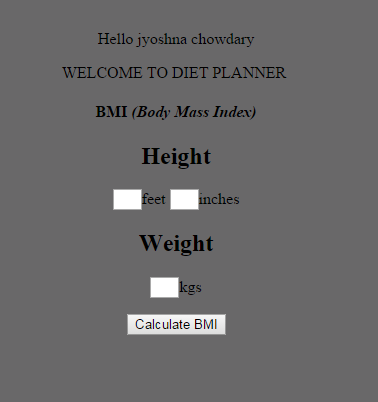 Hello jyoshna chowdary
WELCOME TO DIET PLANNER
BMI (Body Mass Index)
Height
feet inches
Weight
kgs
Calculate BMI